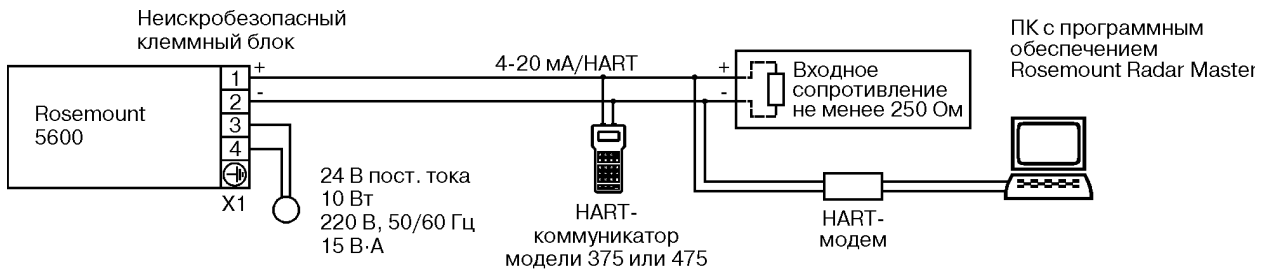 Неискробезопасный
клеммный блок
Rosemount
5600
1
2
3
4
X1
+
-
4-20 мА/HART
24 В пост. тока
10 Вт
220 В, 50/60 Гц
15 В·А
HART-
коммуникатор
модели 375 или 475
+
-
Входное
сопротивление
не менее 250 Ом
HART-
модем
ПК с программным
обеспечением
Rosemount Radar Master